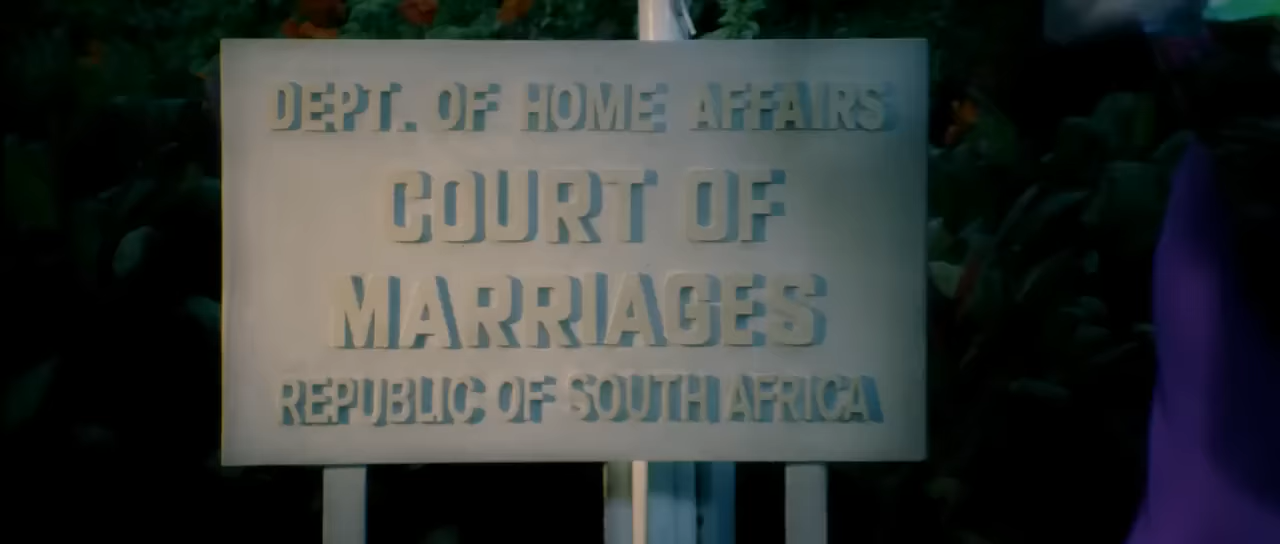 DEPT. OF HOME AFFAIRS
COURT OF
MARRIAGES
REPUBLIC OF SOUTH AFRICA